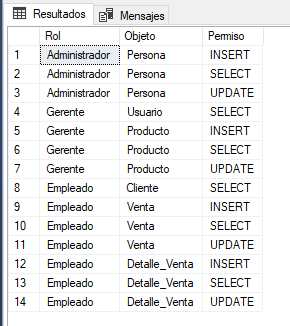 Resultados Mensajes
Rol Objeto Permiso
1 Administrador Persona INSERT
2 Administrador Persona SELECT
3 Administrador Persona UPDATE
4 Gerente Usuario SELECT
5 Gerente Producto INSERT
6 Gerente Producto SELECT
7 Gerente Producto UPDATE
8 Empleado Cliente SELECT
9 Empleado Venta INSERT
10 Empleado Venta SELECT
11 Empleado Venta UPDATE
12 Empleado Detalle_Venta INSERT
13 Empleado Detalle_Venta SELECT
14 Empleado Detalle_Venta UPDATE